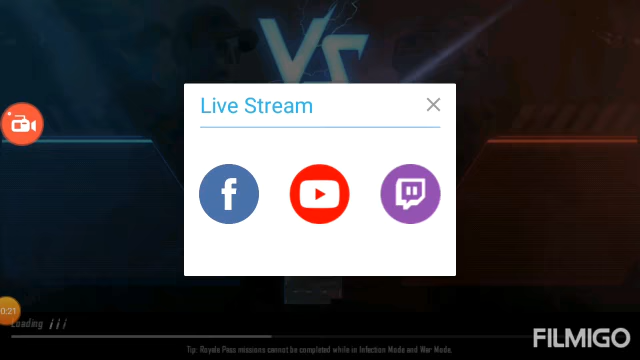 VS
Live Stream
f
0:21
Loading
Tip: Royale Pass missions cannot be completed while in Infection Mode and War Mode.
FILMIGO